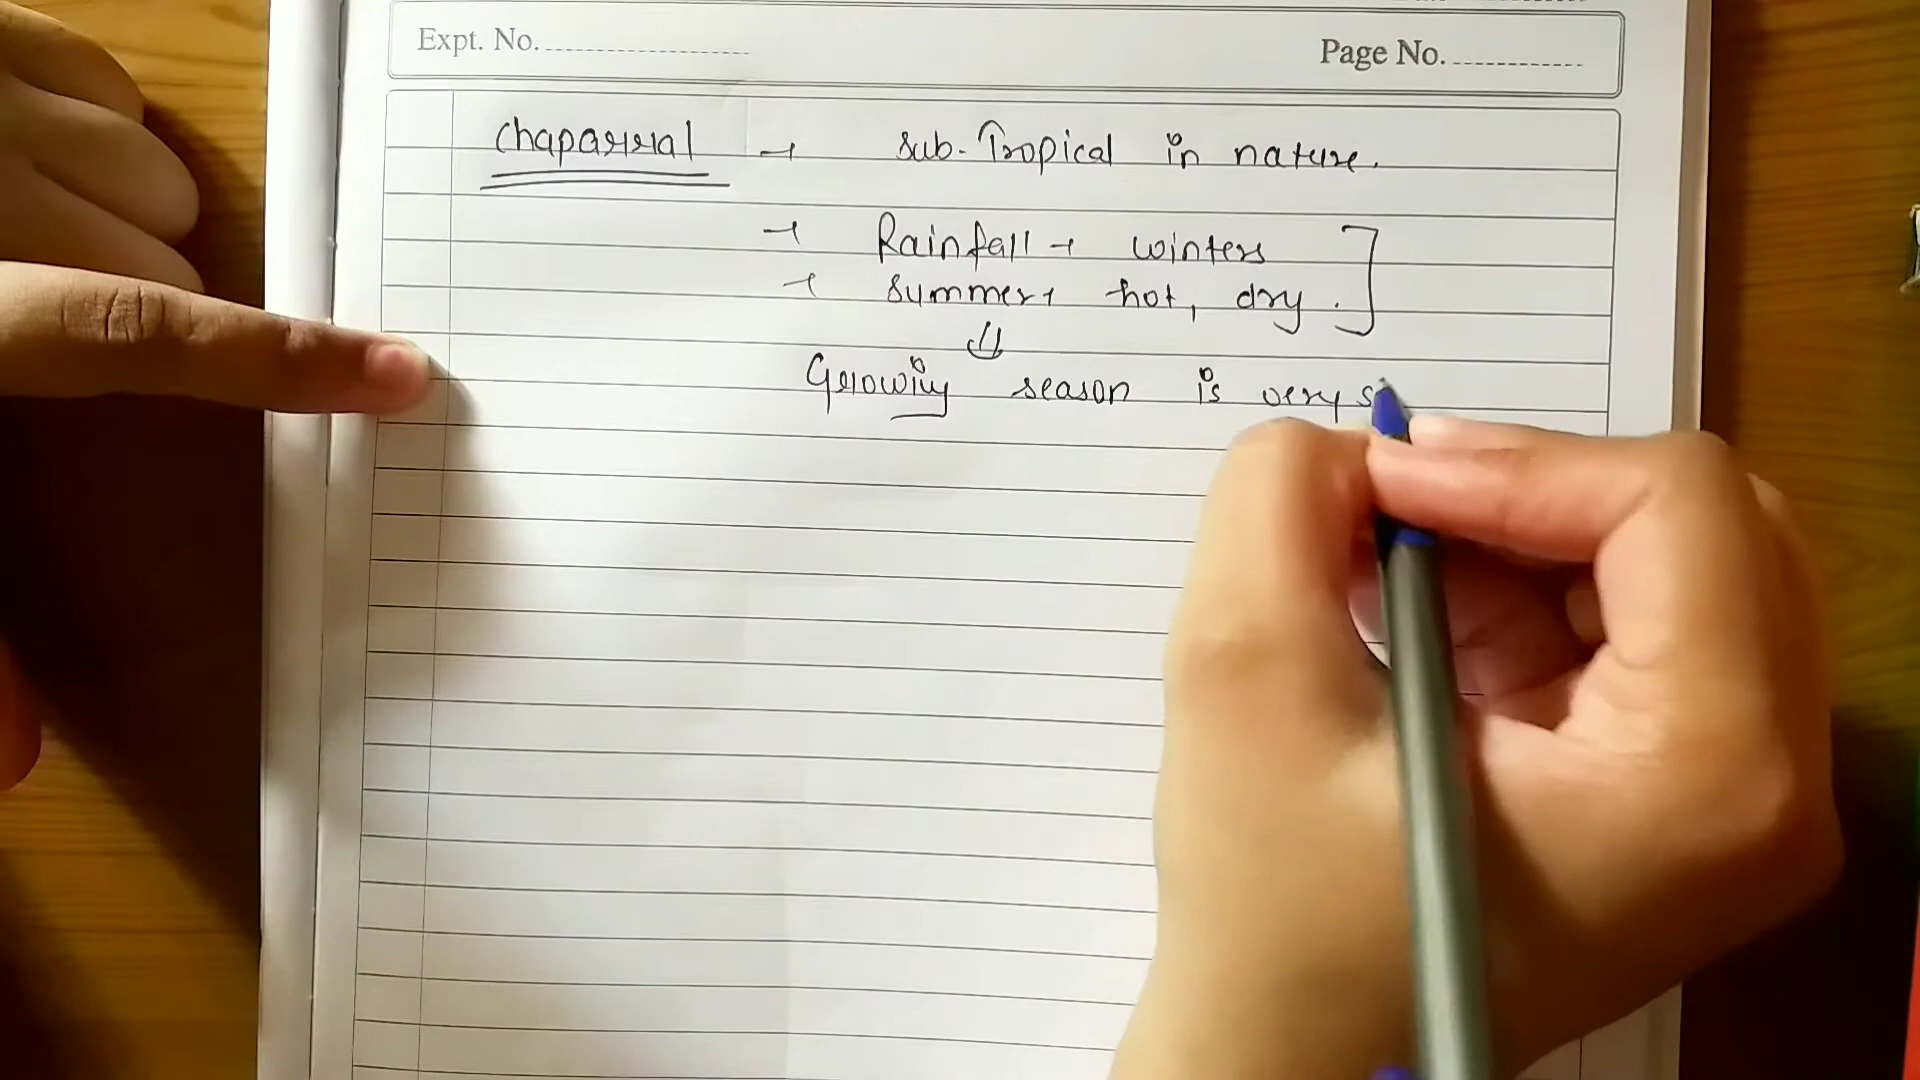 Expt. No.
Page No.
Chaparral → Sub-Tropical in nature.
→ Rainfall → winters
→ Summer → hot, dry.
⇓
Growing season is very s